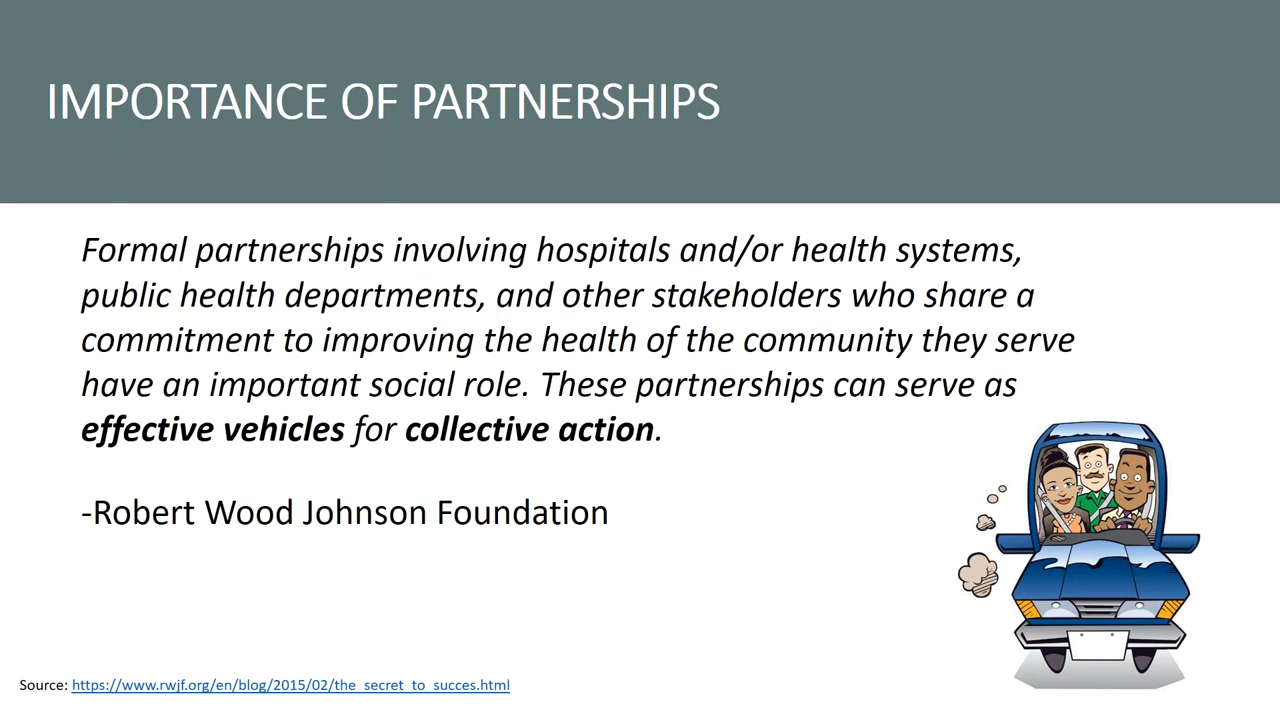 IMPORTANCE OF PARTNERSHIPS
Formal partnerships involving hospitals and/or health systems,
public health departments, and other stakeholders who share a
commitment to improving the health of the community they serve
have an important social role. These partnerships can serve as
effective vehicles for collective action.
-Robert Wood Johnson Foundation
Source: https://www.rwjf.org/en/blog/2015/02/the_secret_to_succes.html